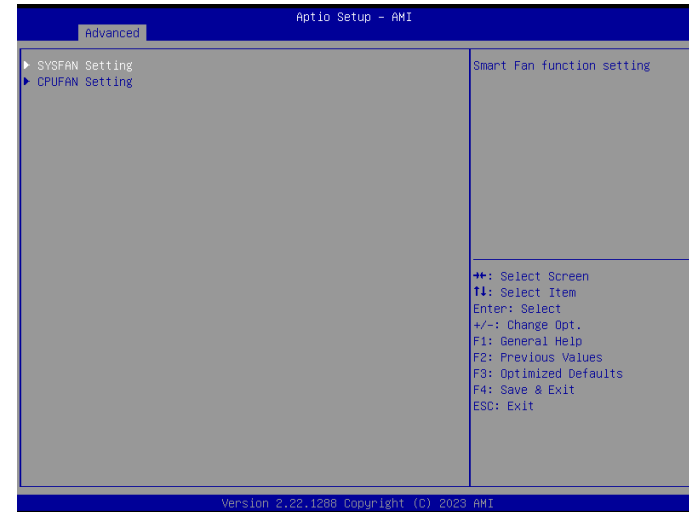 Aptio Setup – AMI
Advanced
▶ SYSFAN Setting
▶ CPUFAN Setting
Smart Fan function setting
→←: Select Screen
↑↓: Select Item
Enter: Select
+/-: Change Opt.
F1: General Help
F2: Previous Values
F3: Optimized Defaults
F4: Save & Exit
ESC: Exit
Version 2.22.1288 Copyright (C) 2023 AMI